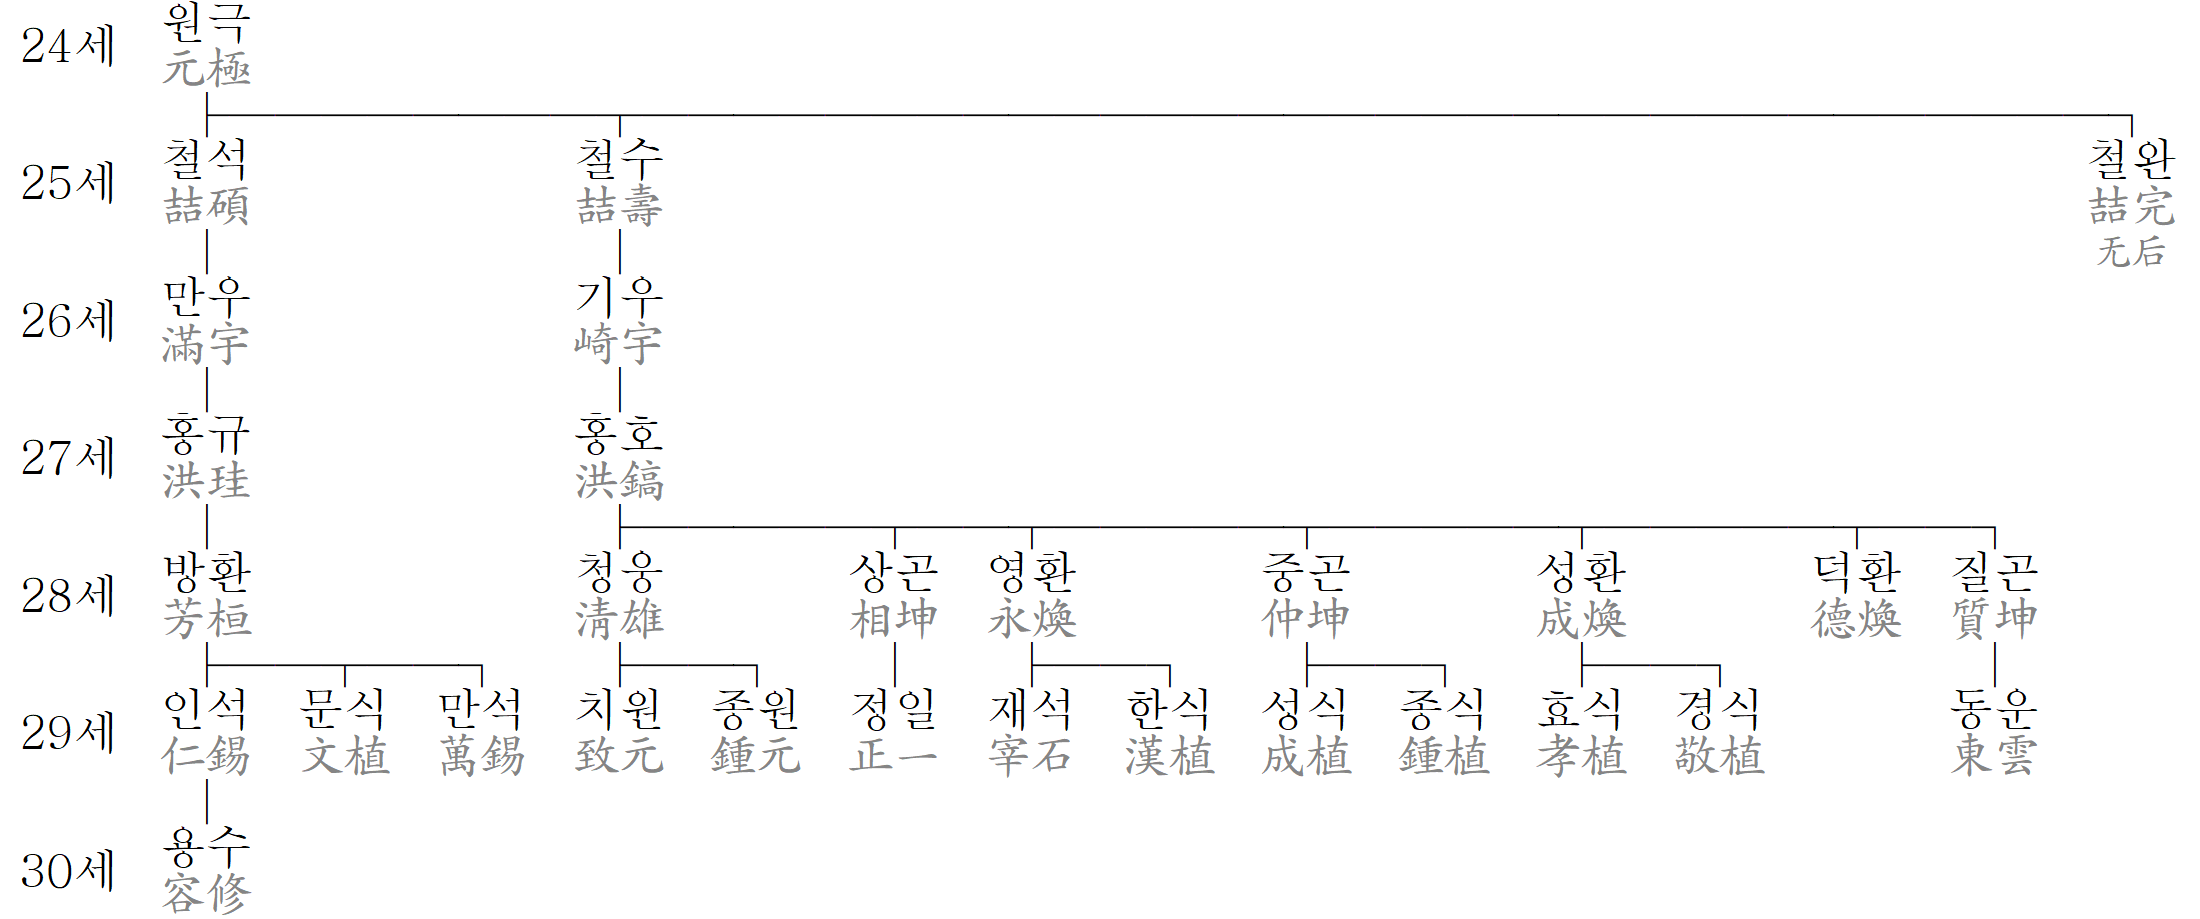 24세 원극
元極
25세 철석 철수 철완
喆碩 喆壽 喆完
无后
26세 만우 기우
滿宇 崎宇
27세 홍규 홍호
洪珪 洪鎬
28세 방환 청웅 상곤 영환 중곤 성환 덕환 질곤
芳桓 清雄 相坤 永煥 仲坤 成煥 德煥 質坤
29세 인석 문식 만석 치원 종원 정일 재석 한식 성식 종식 효식 경식 동운
仁錫 文植 萬錫 致元 鍾元 正一 宰石 漢植 成植 鍾植 孝植 敬植 東雲
30세 용수
容修